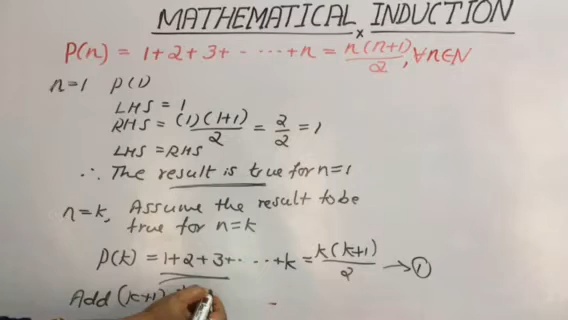 MATHEMATICAL INDUCTION
P(n) = 1+2+3+ - ... +n = n(n+1)/2, ∀n∈N
n=1 P(1)
LHS = 1
RHS = (1)(1+1)/2 = 2/2 = 1
LHS = RHS
∴ The result is true for n=1
n=k, Assume the result to be
true for n=k
P(k) = 1+2+3+ ... +k = k(k+1)/2 → ①
Add (k+1)